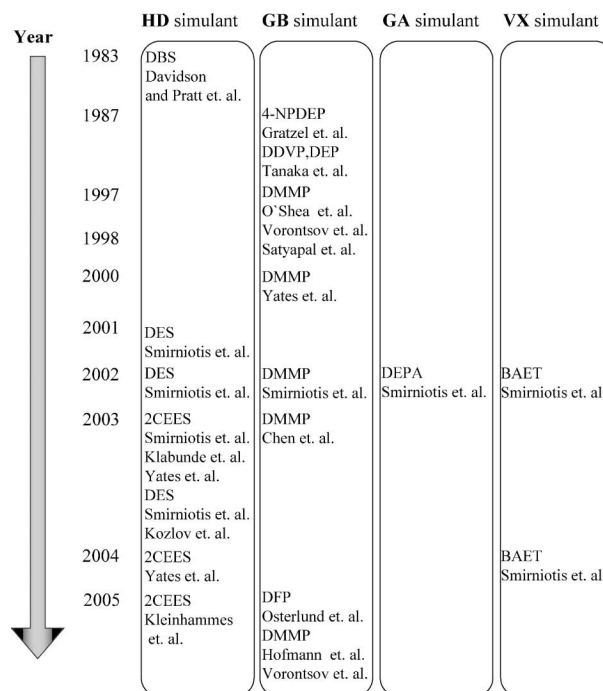 HD simulant GB simulant GA simulant VX simulant
Year
1983 DBS
Davidson
and Pratt et. al.
1987 4-NPDEP
Gratzel et. al.
DDVP,DEP
Tanaka et. al.
1997 DMMP
O`Shea et. al.
Vorontsov et. al.
1998 Satyapal et. al.
2000 DMMP
Yates et. al.
2001 DES
Smirniotis et. al.
2002 DES DMMP DEPA BAET
Smirniotis et. al. Smirniotis et. al. Smirniotis et. al. Smirniotis et. al
2003 2CEES DMMP
Smirniotis et. al. Chen et. al.
Klabunde et. al.
Yates et. al.
DES
Smirniotis et. al.
Kozlov et. al.
2004 2CEES BAET
Yates et. al. Smirniotis et. al
2005 2CEES DFP
Kleinhammes Osterlund et. al.
et. al. DMMP
Hofmann et. al.
Vorontsov et. al.